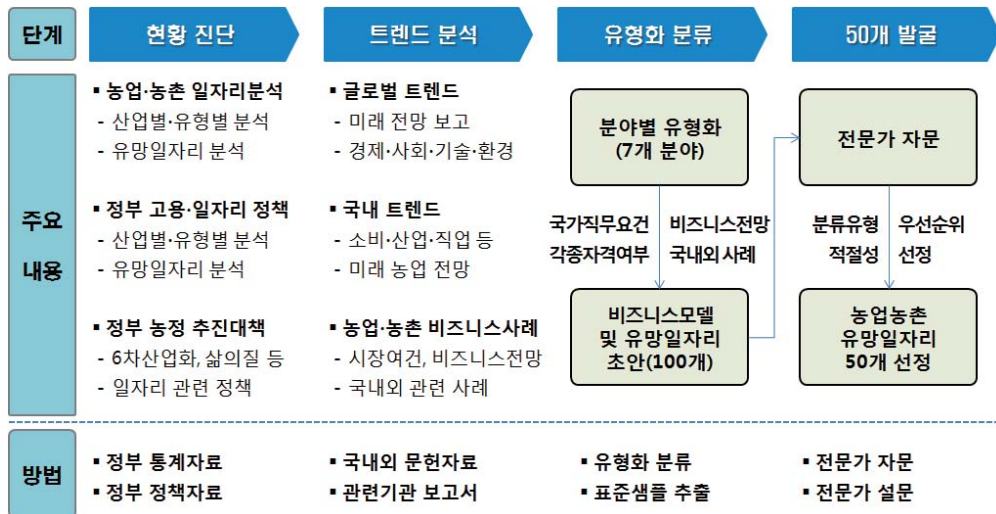 단계
현황 진단
트렌드 분석
유형화 분류
50개 발굴
주요
내용
▪ 농업·농촌 일자리분석
- 산업별·유형별 분석
- 유망일자리 분석
▪ 정부 고용·일자리 정책
- 산업별·유형별 분석
- 유망일자리 분석
▪ 정부 농정 추진대책
- 6차산업화, 삶의질 등
- 일자리 관련 정책
▪ 글로벌 트렌드
- 미래 전망 보고
- 경제·사회·기술·환경
▪ 국내 트렌드
- 소비·산업·직업 등
- 미래 농업 전망
▪ 농업·농촌 비즈니스사례
- 시장여건, 비즈니스전망
- 국내외 관련 사례
분야별 유형화
(7개 분야)
국가직무요건
각종자격여부
비즈니스전망
국내외 사례
비즈니스모델
및 유망일자리
초안(100개)
전문가 자문
분류유형
적절성
우선순위
선정
농업농촌
유망일자리
50개 선정
방법
▪ 정부 통계자료
▪ 정부 정책자료
▪ 국내외 문헌자료
▪ 관련기관 보고서
▪ 유형화 분류
▪ 표준샘플 추출
▪ 전문가 자문
▪ 전문가 설문